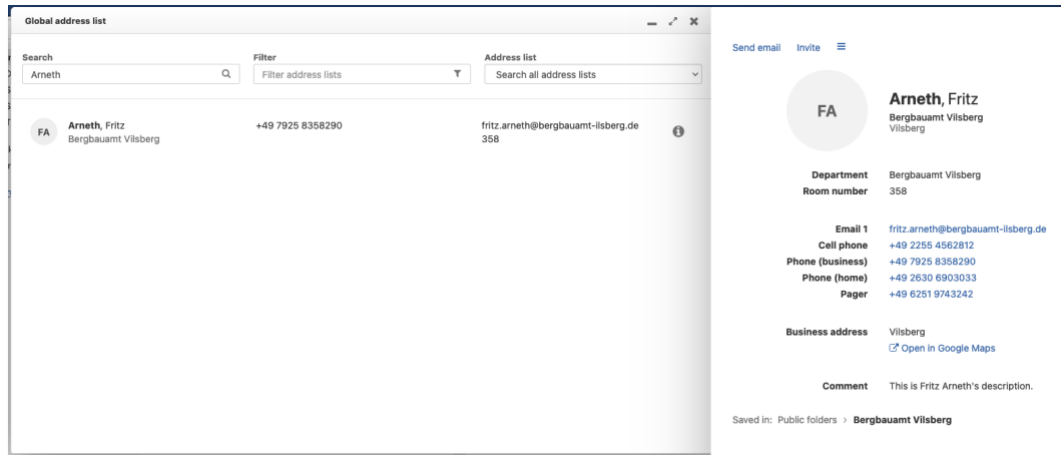 Global address list
Search
Filter
Address list
Arneth
Filter address lists
Search all address lists
FA
Arneth, Fritz
+49 7925 8358290
fritz.arneth@bergbauamt-ilsberg.de
Bergbauamt Vilsberg
358
Send email Invite
FA
Arneth, Fritz
Bergbauamt Vilsberg
Vilsberg
Department Bergbauamt Vilsberg
Room number 358
Email 1 fritz.arneth@bergbauamt-ilsberg.de
Cell phone +49 2255 4562812
Phone (business) +49 7925 8358290
Phone (home) +49 2630 6903033
Pager +49 6251 9743242
Business address Vilsberg
Open in Google Maps
Comment This is Fritz Arneth's description.
Saved in: Public folders > Bergbauamt Vilsberg